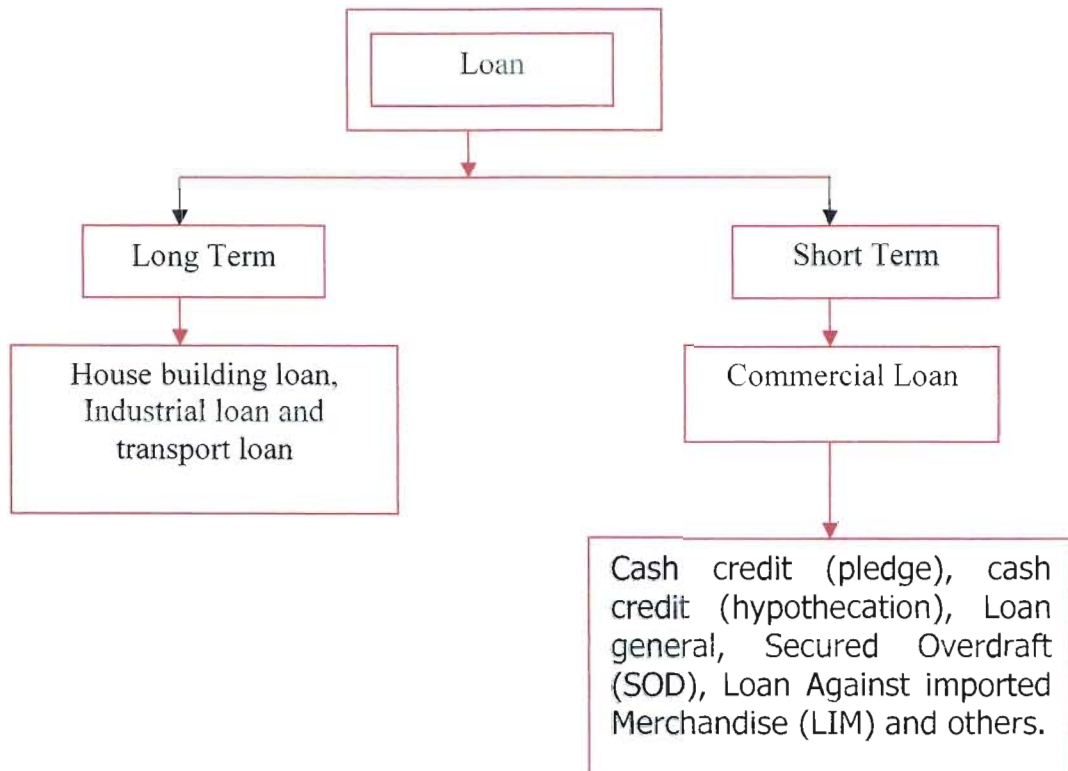 Loan
Long Term
Short Term
House building loan,
Industrial loan and
transport loan
Commercial Loan
Cash credit (pledge), cash
credit (hypothecation), Loan
general, Secured Overdraft
(SOD), Loan Against imported
Merchandise (LIM) and others.